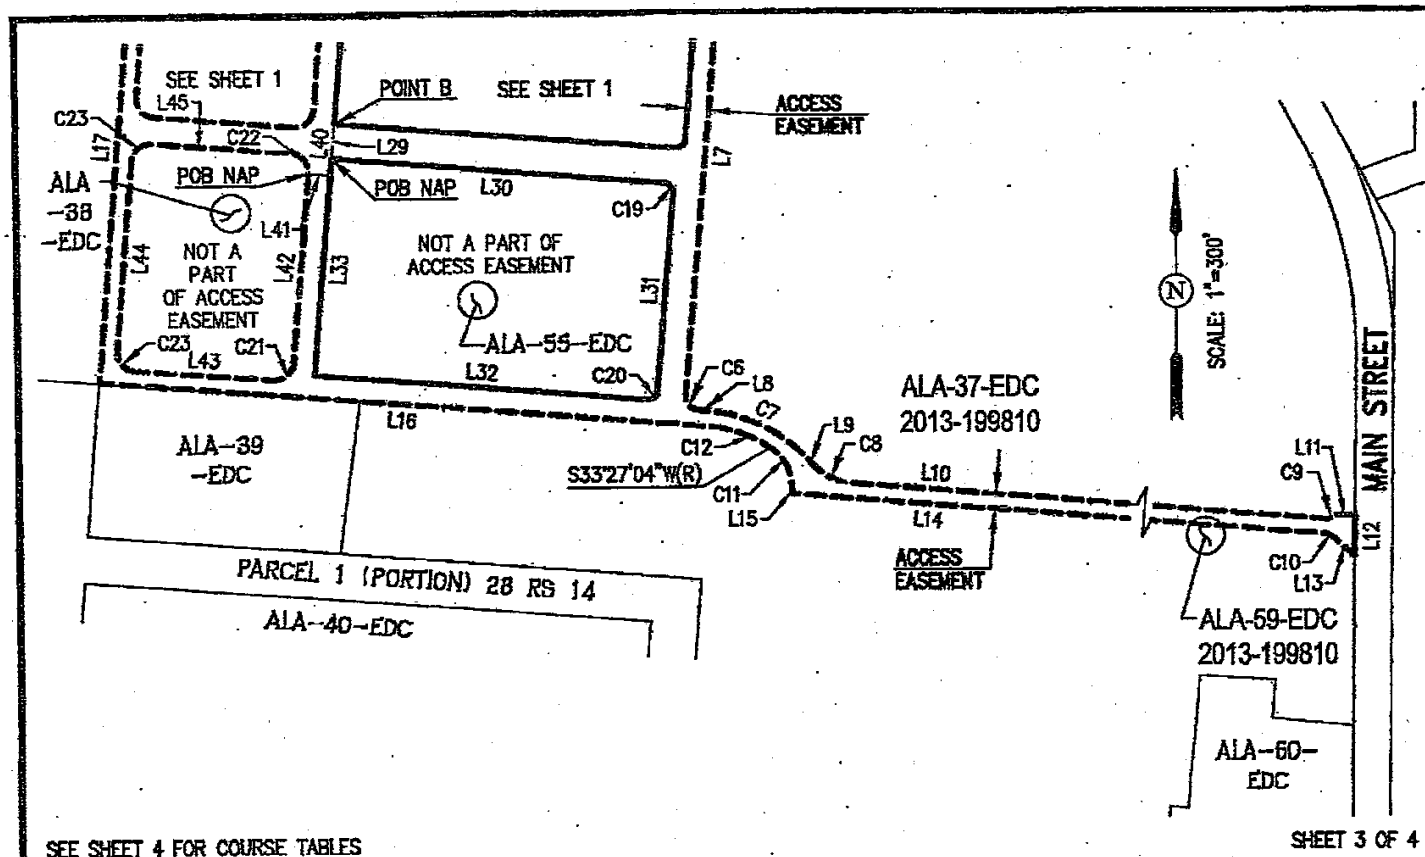 SEE SHEET 1
L45
C23
C22
L17
L40
POINT B
SEE SHEET 1
L29
ACCESS
EASEMENT
L7
ALA
-38
-EDC
POB NAP
POB NAP
L30
C19
L41
L44
NOT A
PART
OF ACCESS
EASEMENT
L42
L33
NOT A PART OF
ACCESS EASEMENT
L31
ALA-55-EDC
C23
L43
C21
L32
C20
C6
L8
C7
L9
C8
ALA-37-EDC
2013-199810
N
SCALE: 1"=300'
MAIN STREET
L16
C12
S33°27'04"W(R)
C11
L15
L10
L14
ACCESS
EASEMENT
L11
C9
L12
C10
L13
ALA-39
-EDC
PARCEL 1 (PORTION) 28 RS 14
ALA-40-EDC
ALA-59-EDC
2013-199810
ALA-60-
EDC
SEE SHEET 4 FOR COURSE TABLES
SHEET 3 OF 4